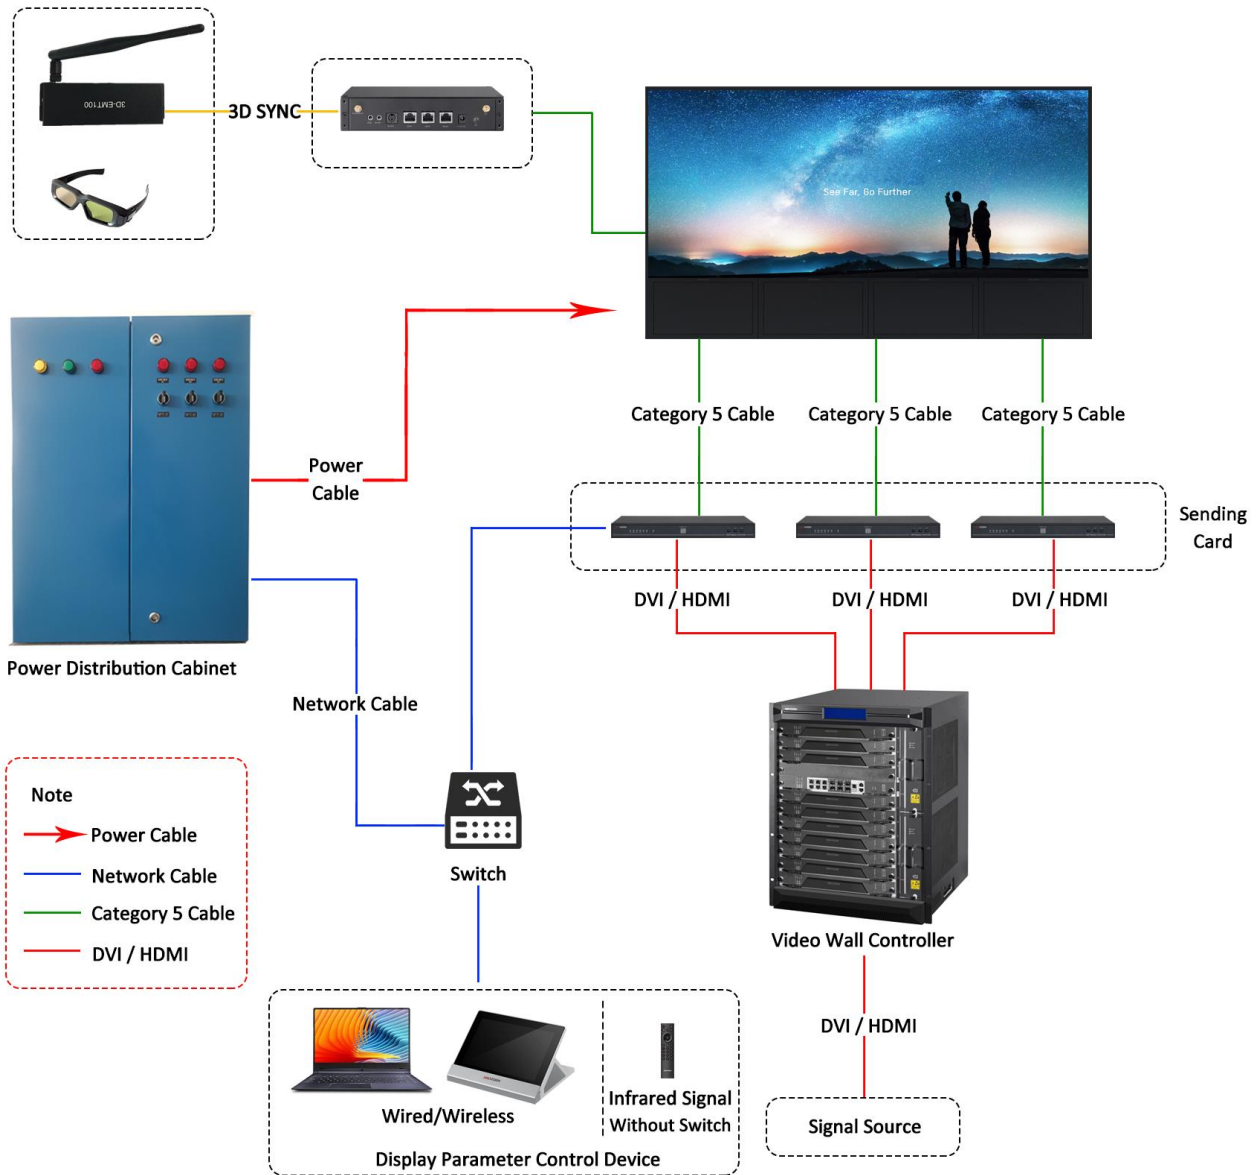 3D-EMT100
3D SYNC
See Far, Go Further
Category 5 Cable
Category 5 Cable
Category 5 Cable
Power
Cable
Sending
Card
DVI / HDMI
DVI / HDMI
DVI / HDMI
Power Distribution Cabinet
Network Cable
Note
Power Cable
Network Cable
Category 5 Cable
DVI / HDMI
Switch
Video Wall Controller
DVI / HDMI
Signal Source
Wired/Wireless
Infrared Signal
Without Switch
Display Parameter Control Device